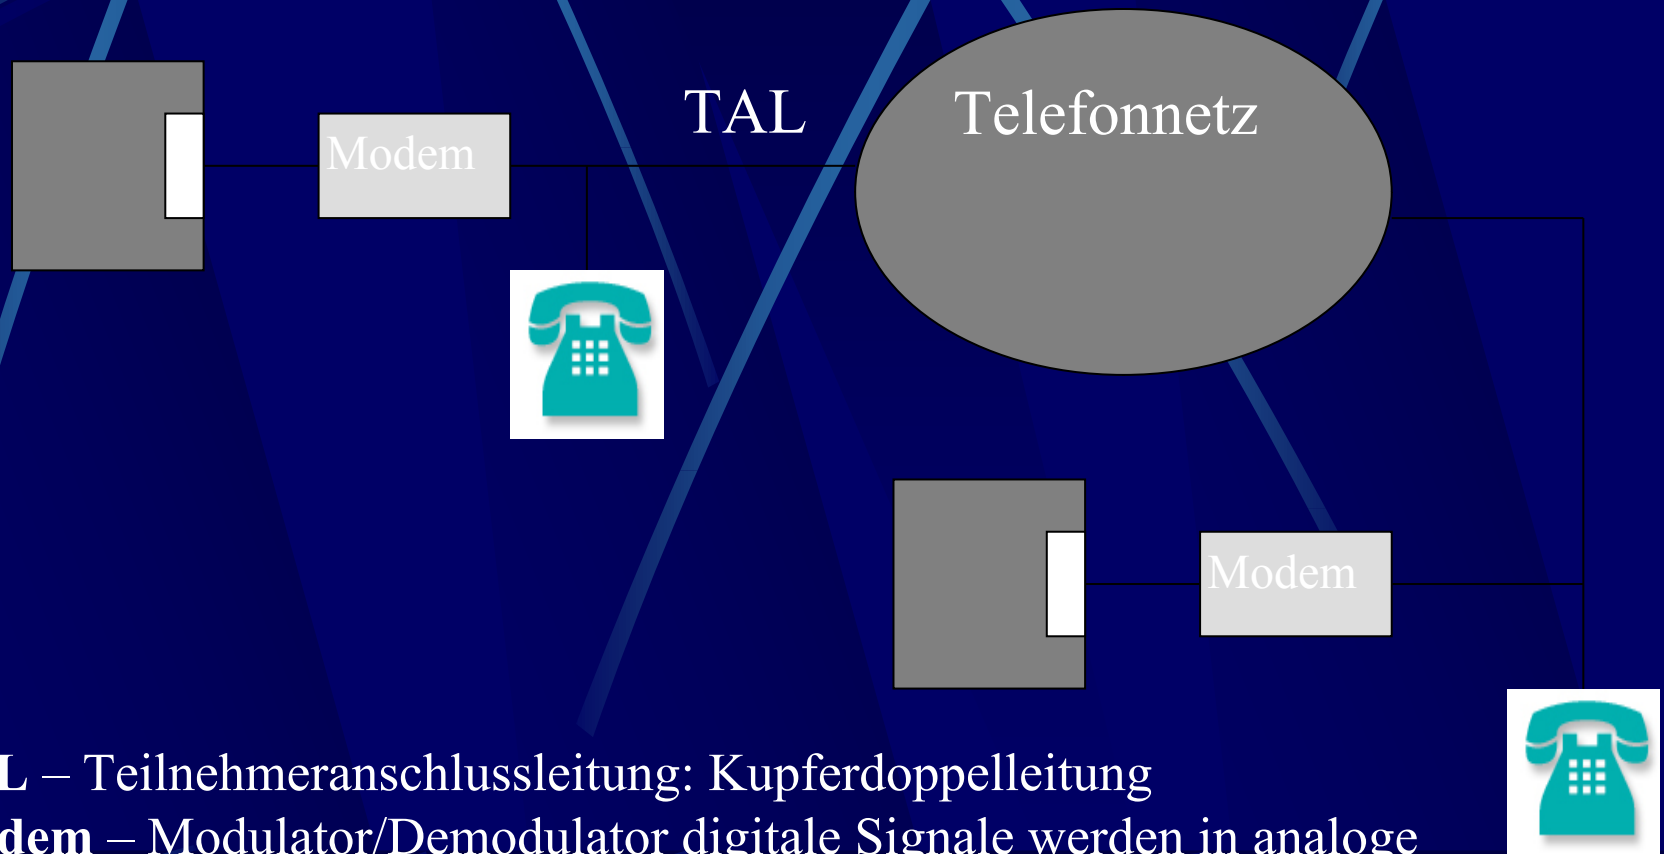 TAL
Telefonnetz
Modem
Modem
L – Teilnehmeranschlussleitung: Kupferdoppelleitung
dem – Modulator/Demodulator digitale Signale werden in analoge